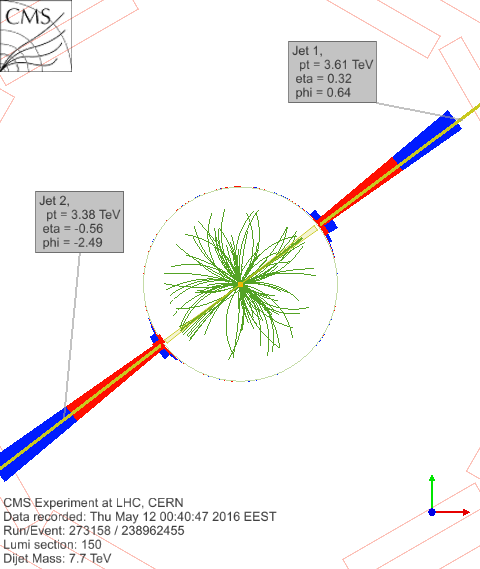 CMS
Jet 1,
pt = 3.61 TeV
eta = 0.32
phi = 0.64
Jet 2,
pt = 3.38 TeV
eta = -0.56
phi = -2.49
CMS Experiment at LHC, CERN
Data recorded: Thu May 12 00:40:47 2016 EEST
Run/Event: 273158 / 238962455
Lumi section: 150
Dijet Mass: 7.7 TeV